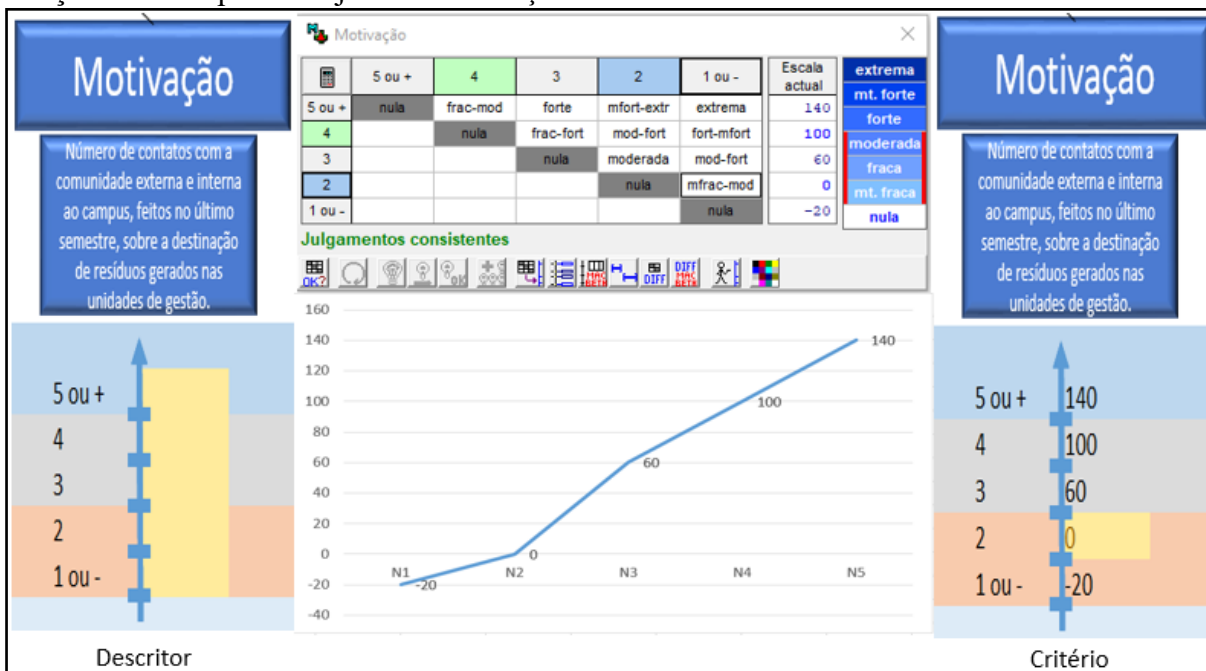 Motivação
Número de contatos com a
comunidade externa e interna
ao campus, feitos no último
semestre, sobre a destinação
de resíduos gerados nas
unidades de gestão.
5 ou +
4
3
2
1 ou -
Descritor
Motivação
5 ou + 4 3 2 1 ou - Escala actual
5 ou + nula frac-mod forte mfort-extr extrema 140
4 nula frac-fort mod-fort fort-mfort 100
3 nula moderada mod-fort 60
2 nula mfrac-mod 0
1 ou - nula -20
extrema
mt. forte
forte
moderada
fraca
mt. fraca
nula
Julgamentos consistentes
OK? OK DIFF DIFF
160
140
120
100
80
60
40
20
0
-20
-40
N1 N2 N3 N4 N5
-20
0
60
100
140
Motivação
Número de contatos com a
comunidade externa e interna
ao campus, feitos no último
semestre, sobre a destinação
de resíduos gerados nas
unidades de gestão.
5 ou + 140
4 100
3 60
2 0
1 ou - -20
Critério